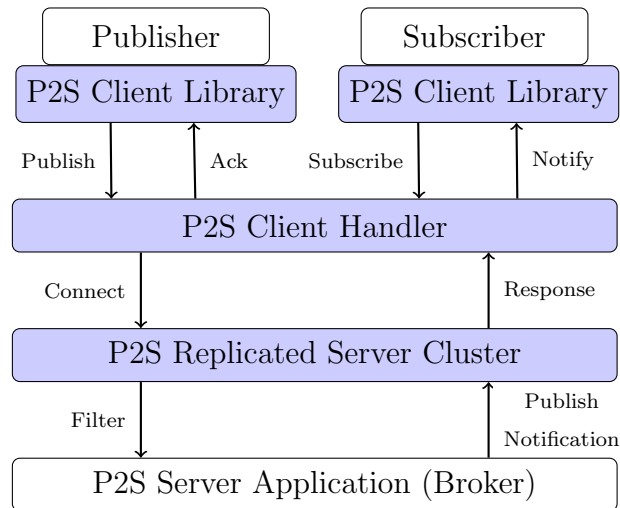 Publisher
Subscriber
P2S Client Library
P2S Client Library
Publish
Ack
Subscribe
Notify
P2S Client Handler
Connect
Response
P2S Replicated Server Cluster
Filter
Publish
Notification
P2S Server Application (Broker)